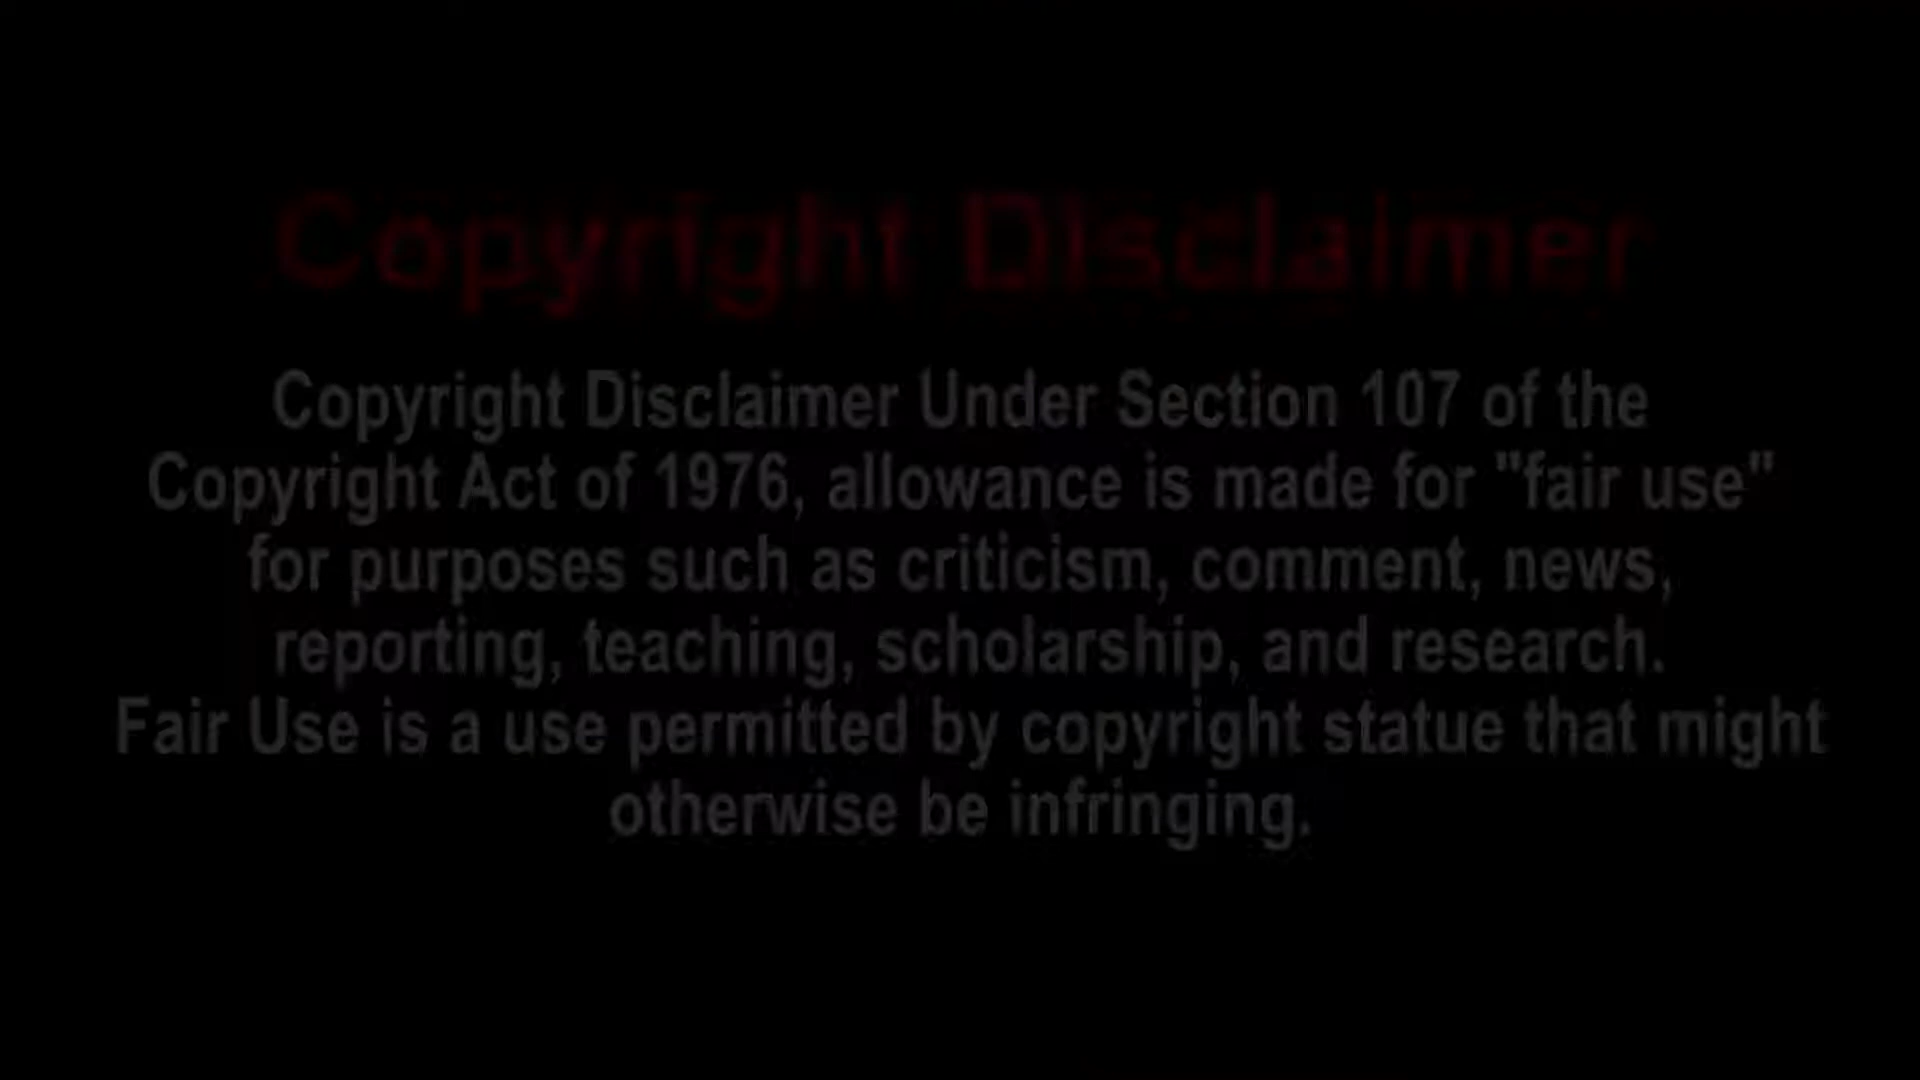 Copyright Disclaimer
Copyright Disclaimer Under Section 107 of the
Copyright Act of 1976, allowance is made for "fair use"
for purposes such as criticism, comment, news,
reporting, teaching, scholarship, and research.
Fair Use is a use permitted by copyright statue that might
otherwise be infringing.